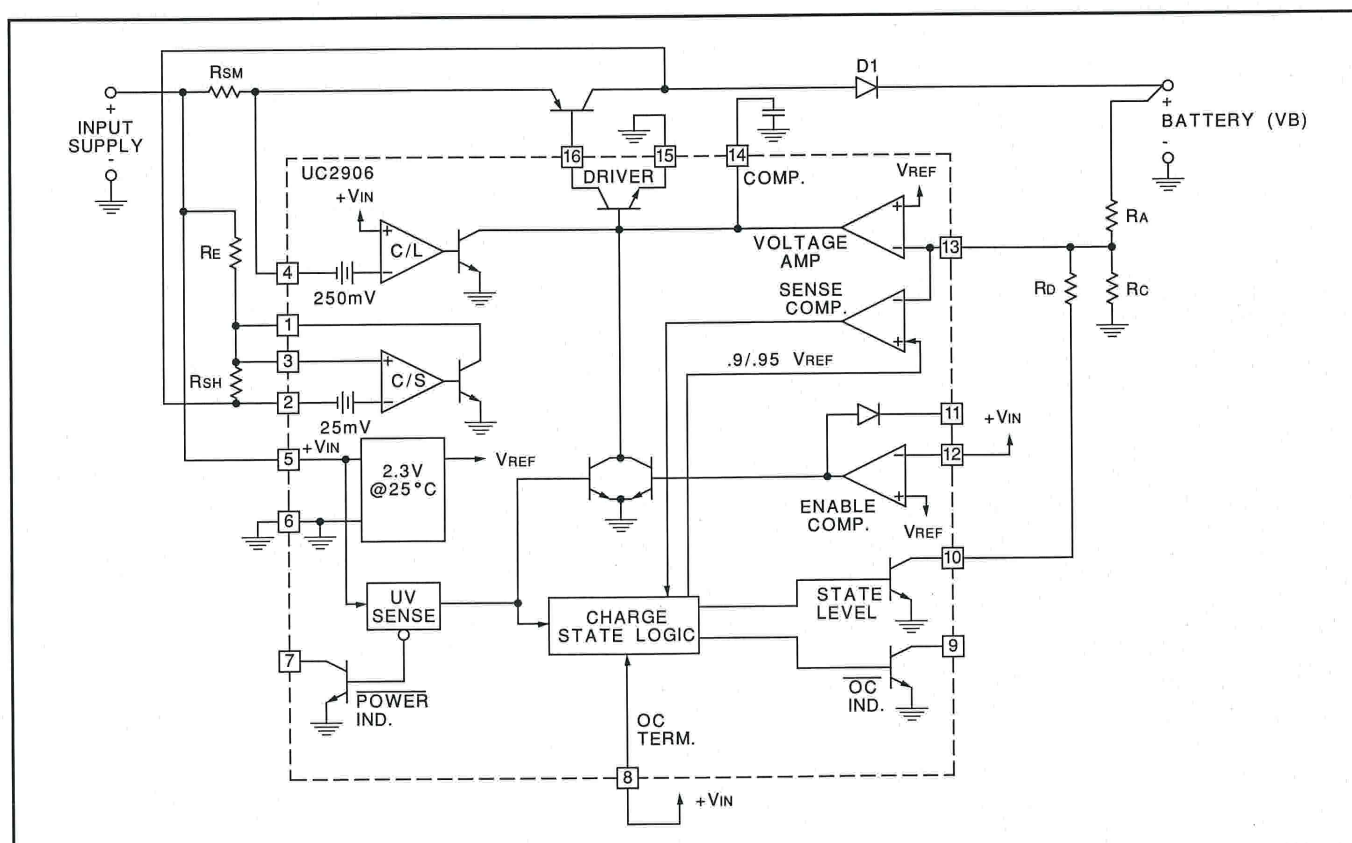 RSM
D1
+
INPUT
SUPPLY
-
+
BATTERY (VB)
-
16
15
14
UC2906
DRIVER
COMP.
+VIN
VREF
RA
+
C/L
-
+
-
VOLTAGE
AMP
13
RE
4
250mV
SENSE
COMP.
RD
RC
-
+
1
3
+
C/S
-
.9/.95 VREF
RSH
2
25mV
11
+VIN
+VIN
5
2.3V
@25°C
VREF
-
+
12
6
ENABLE
COMP.
VREF
10
UV
SENSE
CHARGE
STATE LOGIC
STATE
LEVEL
7
9
POWER
IND.
OC
IND.
OC
TERM.
8
+VIN